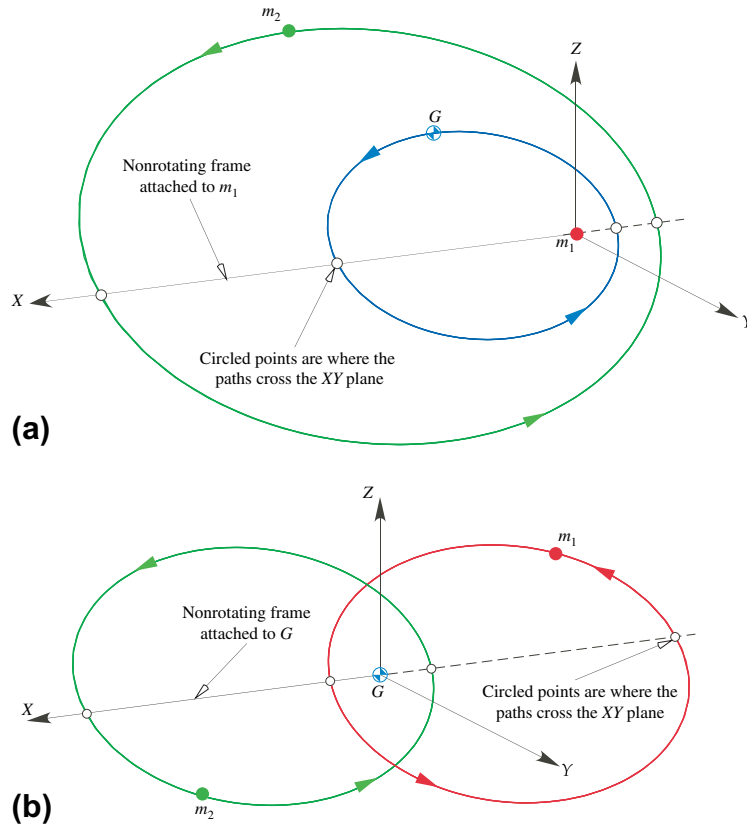 m2
Z
G
Nonrotating frame
attached to m1
m1
X
Y
Circled points are where the
paths cross the XY plane
(a)
Z
m1
Nonrotating frame
attached to G
X
G
Circled points are where the
paths cross the XY plane
Y
m2
(b)